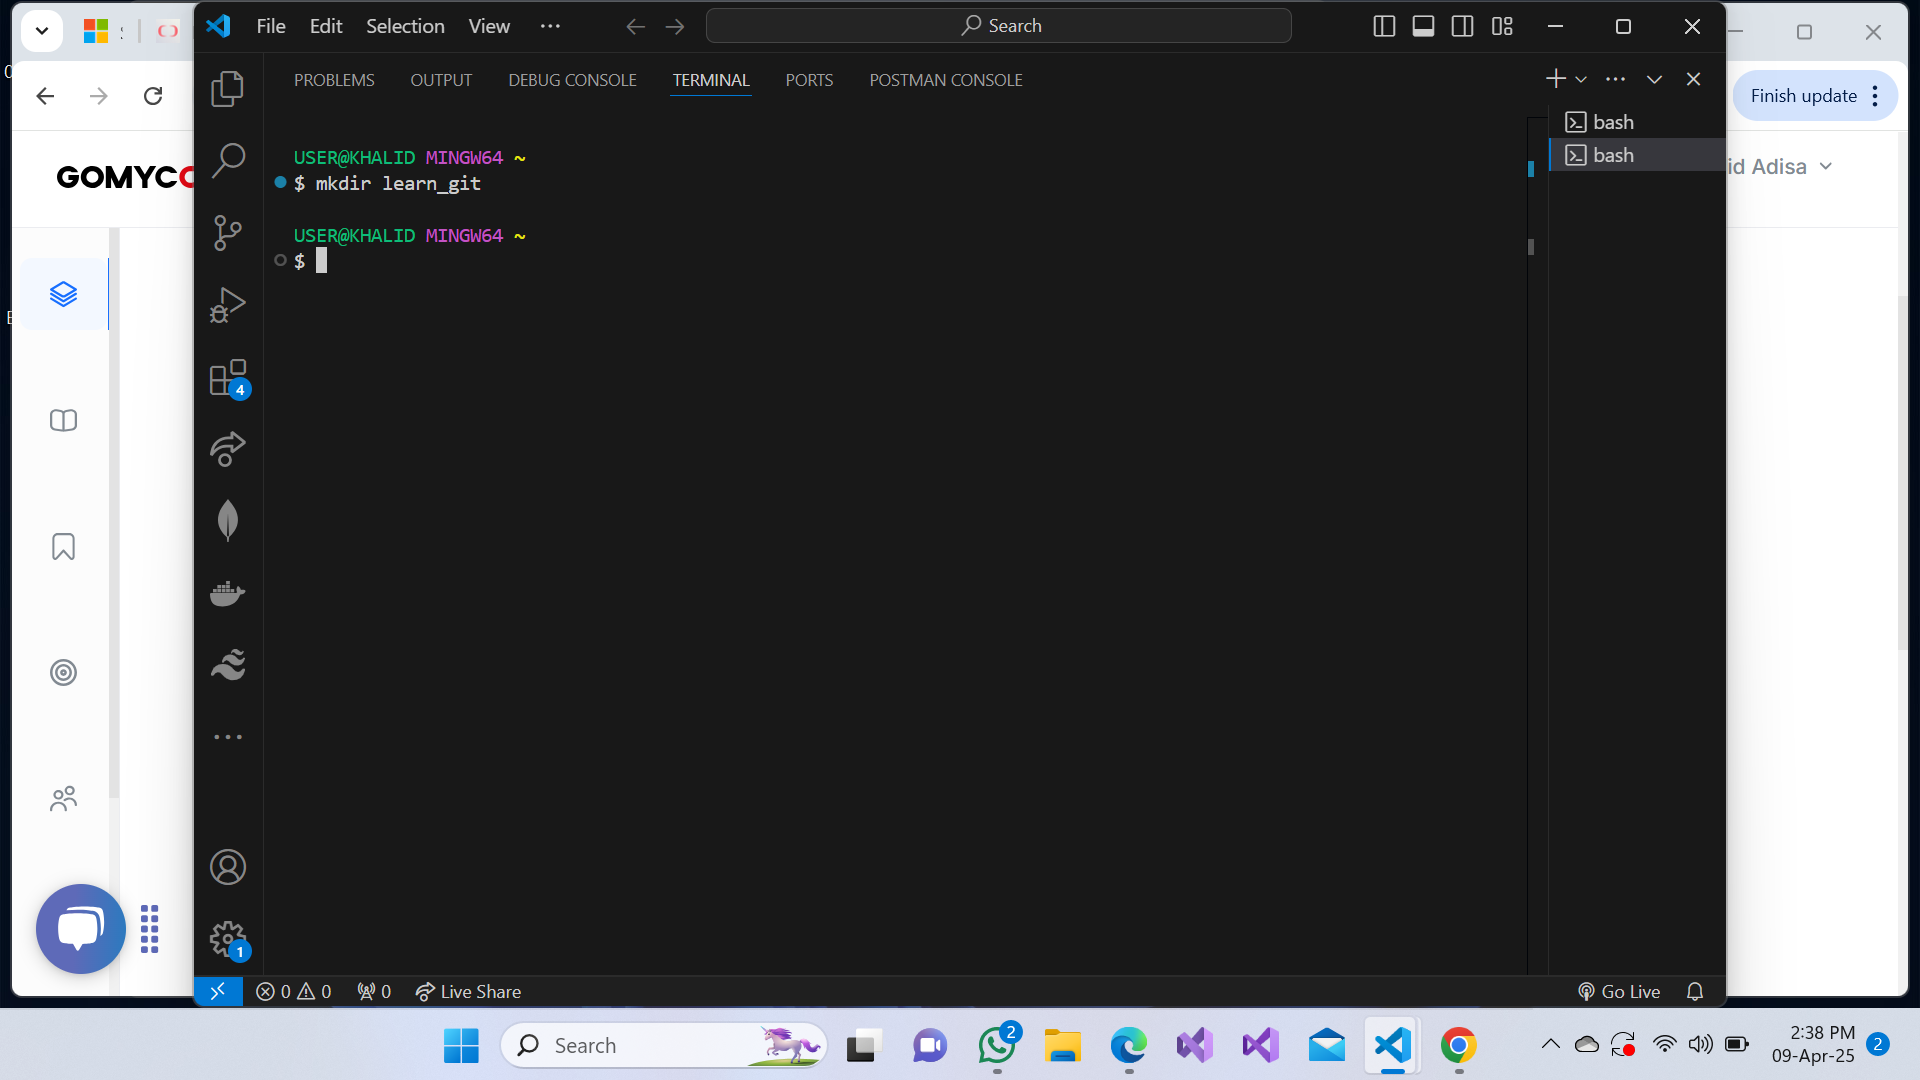 File Edit Selection View ··· Search
PROBLEMS OUTPUT DEBUG CONSOLE TERMINAL PORTS POSTMAN CONSOLE
Finish update
bash
bash
GOMYCO
id Adisa
USER@KHALID MINGW64 ~
$ mkdir learn_git
USER@KHALID MINGW64 ~
$
4
1
0 0 0 Live Share Go Live
Search
2
2:38 PM
09-Apr-25
2